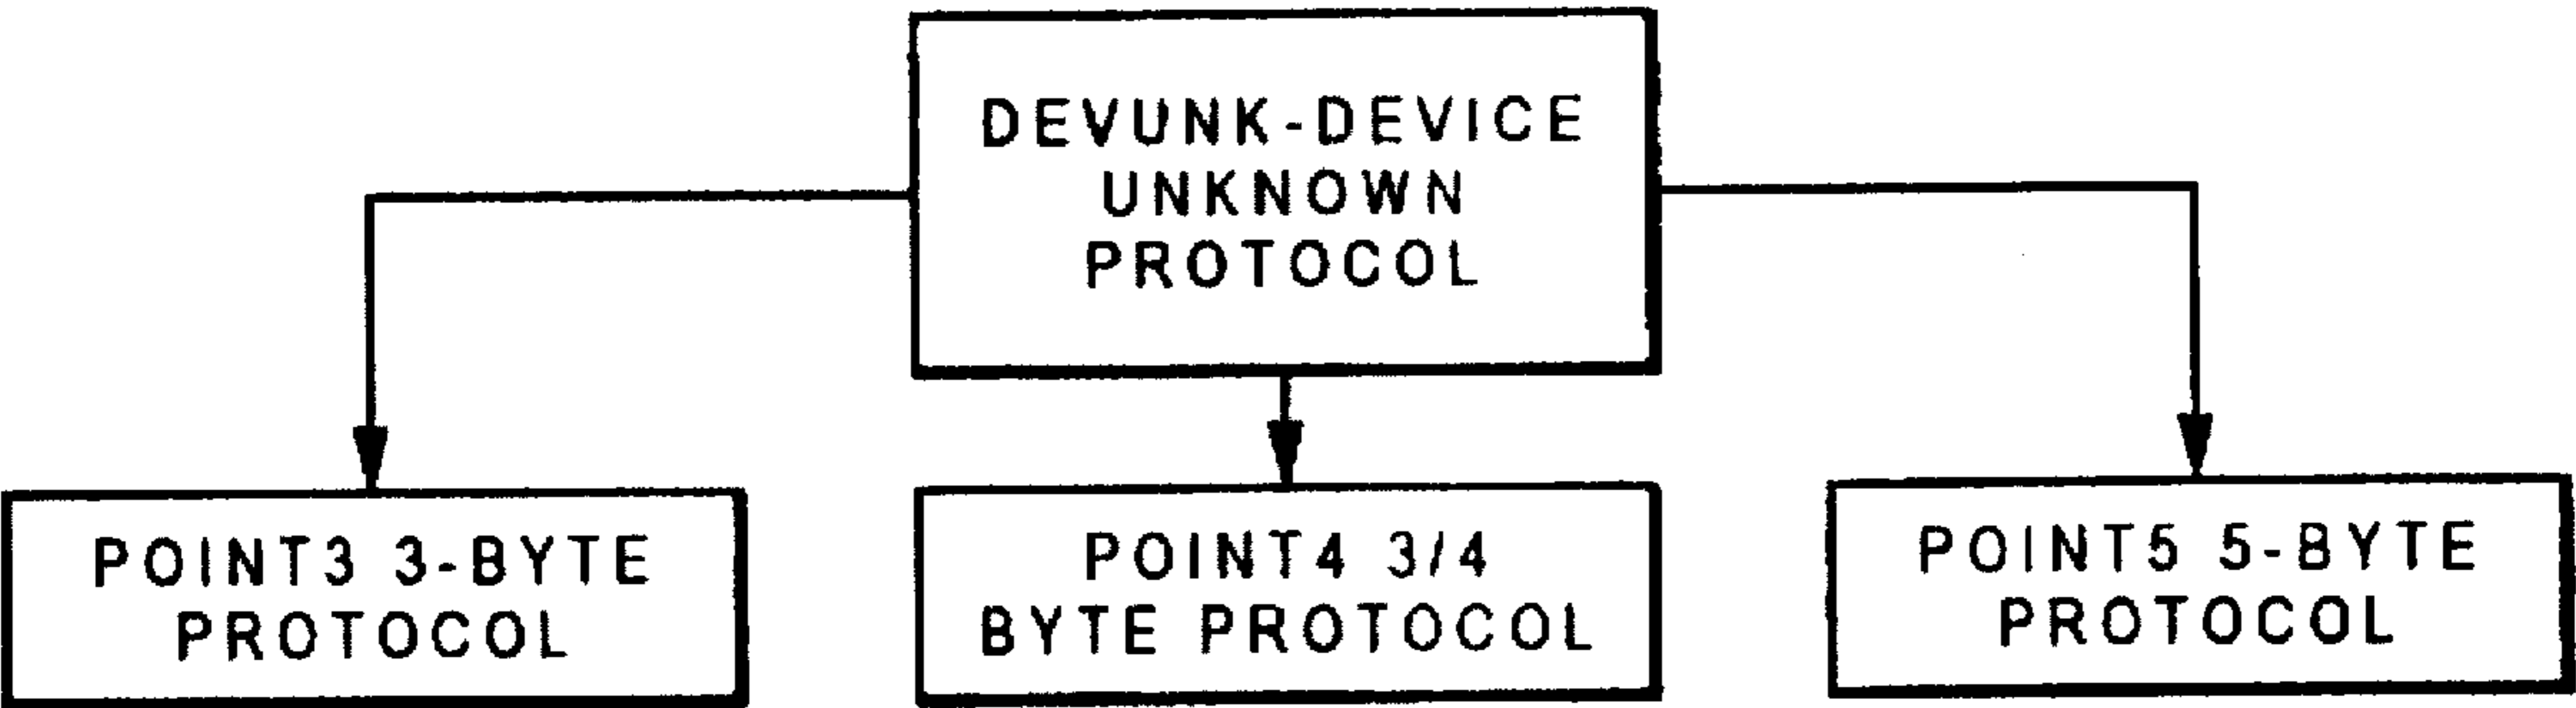 DEVUNK-DEVICE
UNKNOWN
PROTOCOL
POINT3 3-BYTE
PROTOCOL
POINT4 3/4
BYTE PROTOCOL
POINT5 5-BYTE
PROTOCOL